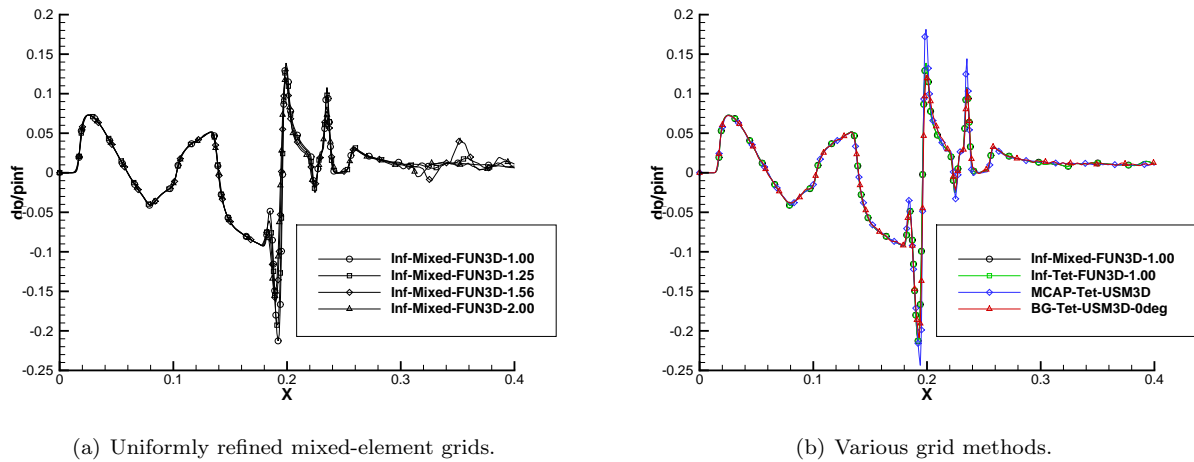 0.2
0.15
0.1
0.05
0
-0.05
-0.1
-0.15
-0.2
-0.25
dp/pinf
0
0.1
0.2
0.3
0.4
X
Inf-Mixed-FUN3D-1.00
Inf-Mixed-FUN3D-1.25
Inf-Mixed-FUN3D-1.56
Inf-Mixed-FUN3D-2.00
(a) Uniformly refined mixed-element grids.
0.2
0.15
0.1
0.05
0
-0.05
-0.1
-0.15
-0.2
-0.25
dp/pinf
0
0.1
0.2
0.3
0.4
X
Inf-Mixed-FUN3D-1.00
Inf-Tet-FUN3D-1.00
MCAP-Tet-USM3D
BG-Tet-USM3D-0deg
(b) Various grid methods.